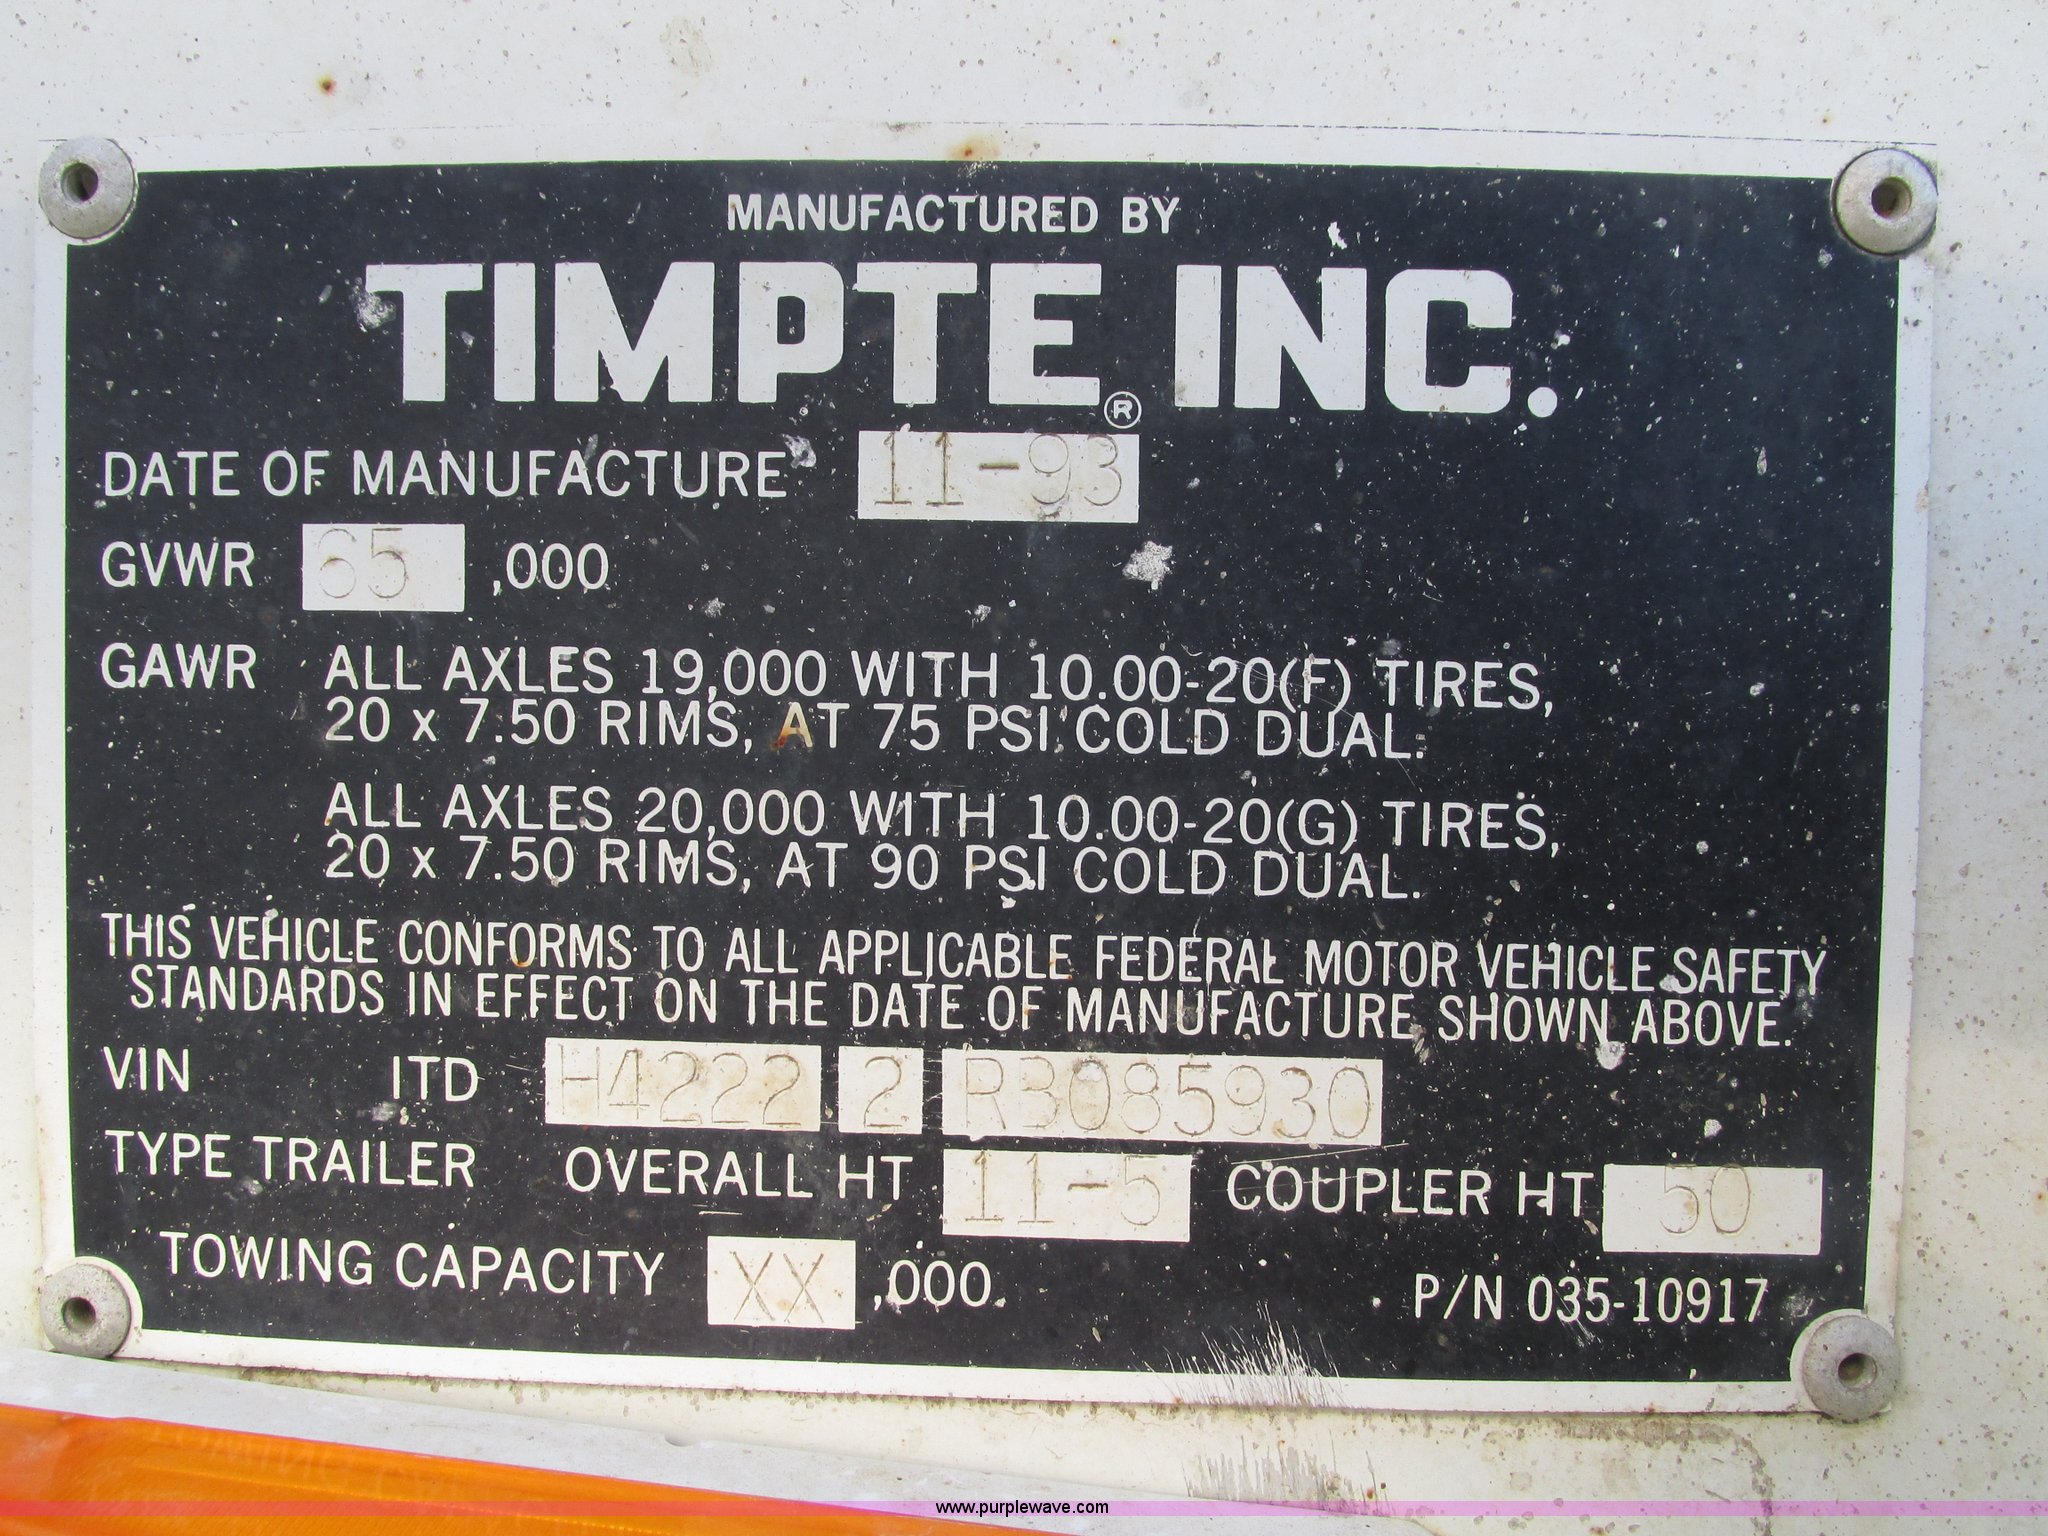 MANUFACTURED BY
TIMPTE® INC.
DATE OF MANUFACTURE 11-93
GVWR 65 ,000
GAWR ALL AXLES 19,000 WITH 10.00-20(F) TIRES,
20 x 7.50 RIMS, AT 75 PSI COLD DUAL.
ALL AXLES 20,000 WITH 10.00-20(G) TIRES,
20 x 7.50 RIMS, AT 90 PSI COLD DUAL.
THIS VEHICLE CONFORMS TO ALL APPLICABLE FEDERAL MOTOR VEHICLE SAFETY
STANDARDS IN EFFECT ON THE DATE OF MANUFACTURE SHOWN ABOVE.
VIN ITD H4222 2 R3085930
TYPE TRAILER OVERALL HT 11-5 COUPLER HT 50
TOWING CAPACITY XX ,000
P/N 035-10917
www.purplewave.com